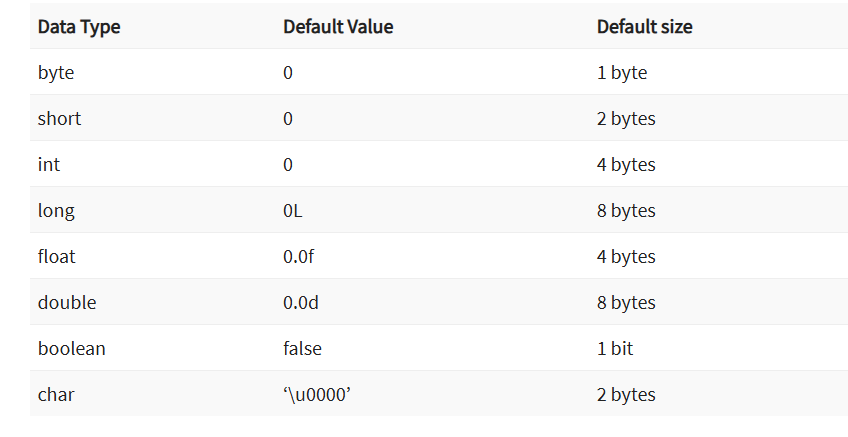 Data Type Default Value Default size
byte 0 1 byte
short 0 2 bytes
int 0 4 bytes
long 0L 8 bytes
float 0.0f 4 bytes
double 0.0d 8 bytes
boolean false 1 bit
char ‘\u0000’ 2 bytes